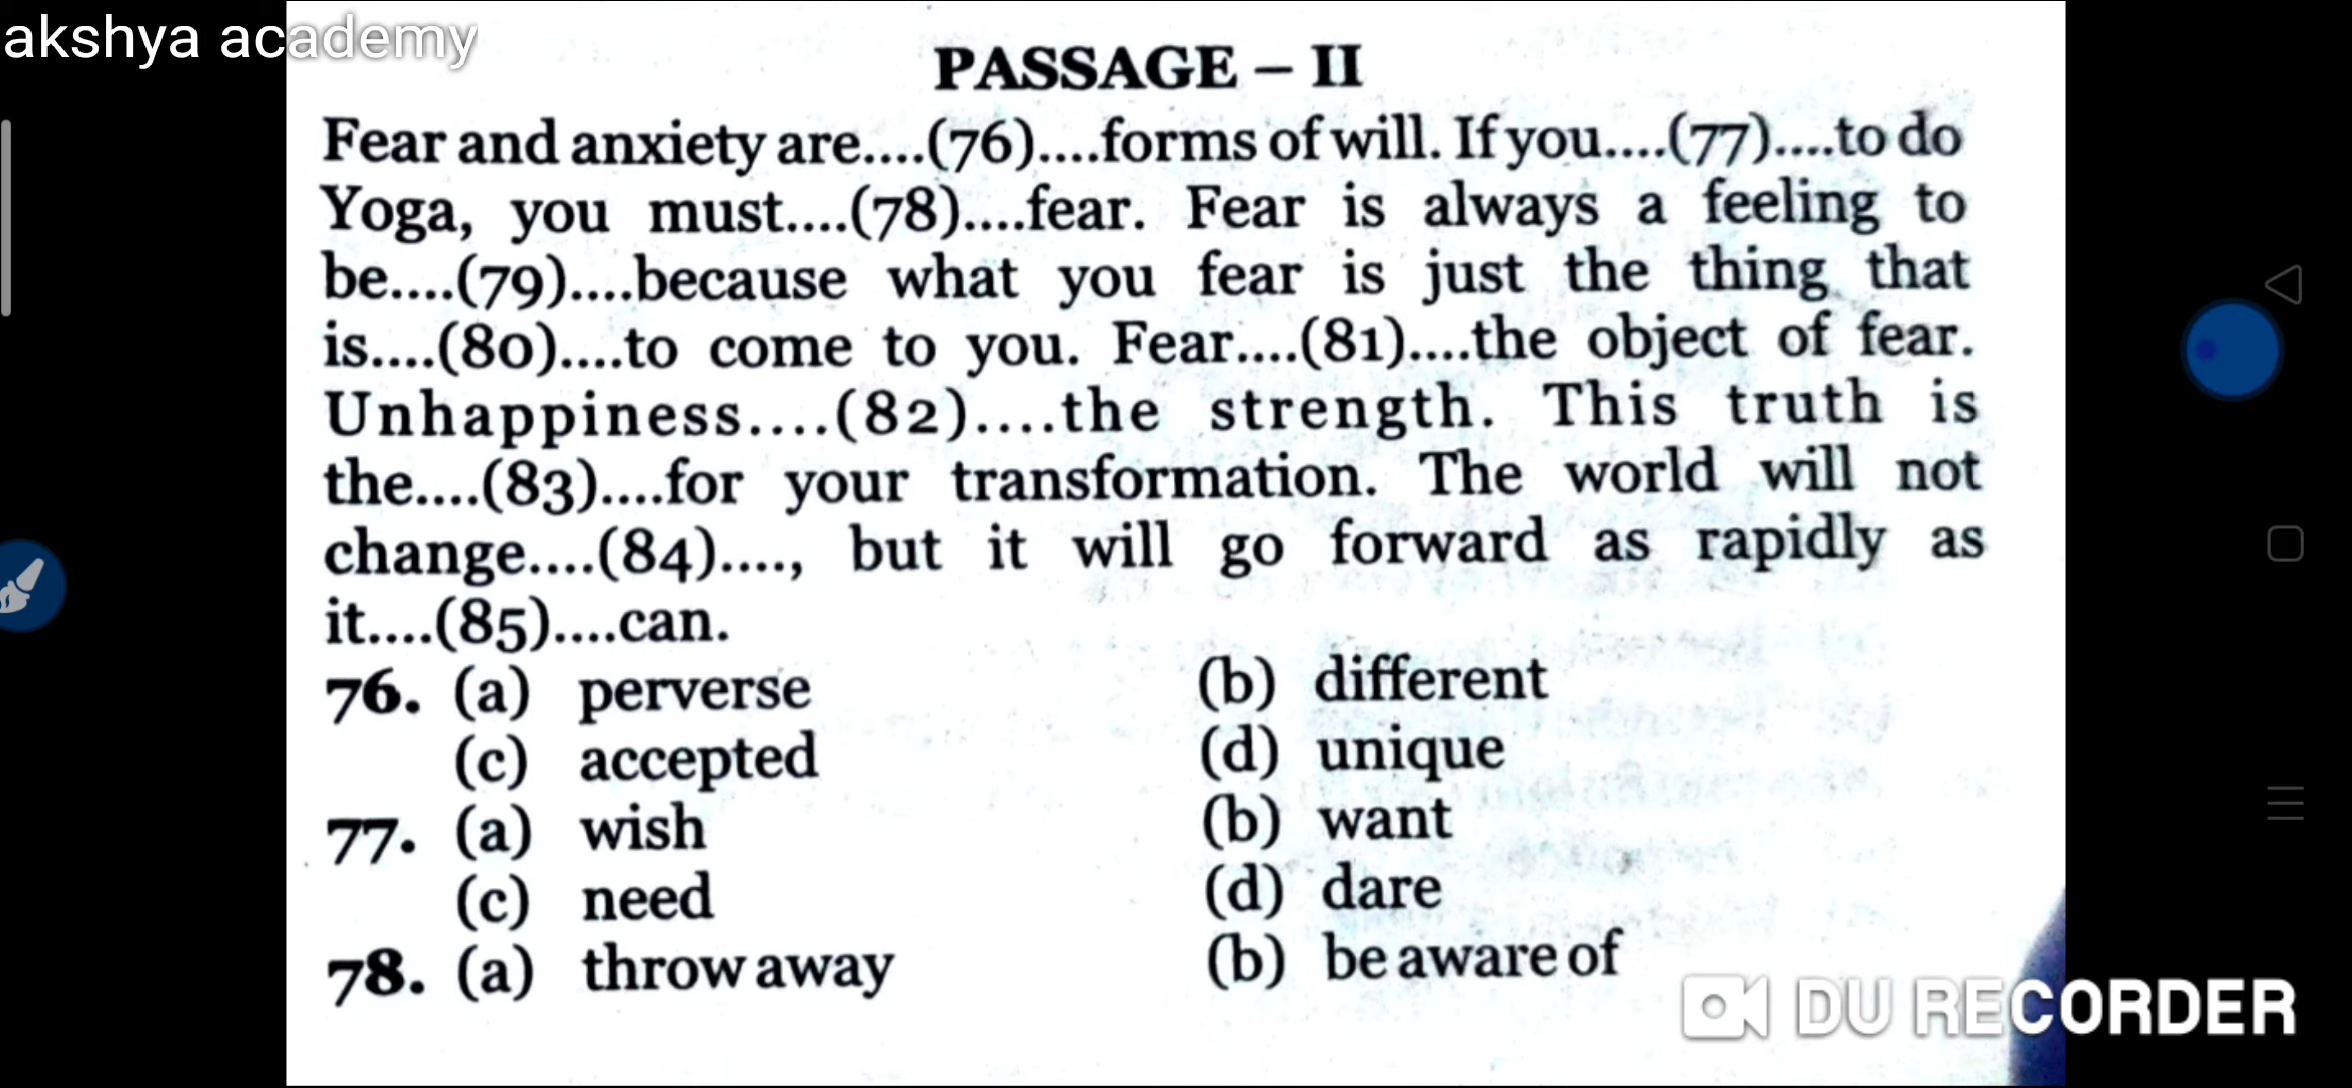 akshya academy
PASSAGE – II
Fear and anxiety are....(76)....forms of will. If you....(77)....to do
Yoga, you must....(78)....fear. Fear is always a feeling to
be....(79)....because what you fear is just the thing that
is....(80)....to come to you. Fear....(81)....the object of fear.
Unhappiness....(82)....the strength. This truth is
the....(83)....for your transformation. The world will not
change....(84)...., but it will go forward as rapidly as
it....(85)....can.
76. (a) perverse (b) different
(c) accepted (d) unique
77. (a) wish (b) want
(c) need (d) dare
78. (a) throw away (b) be aware of
DU RECORDER